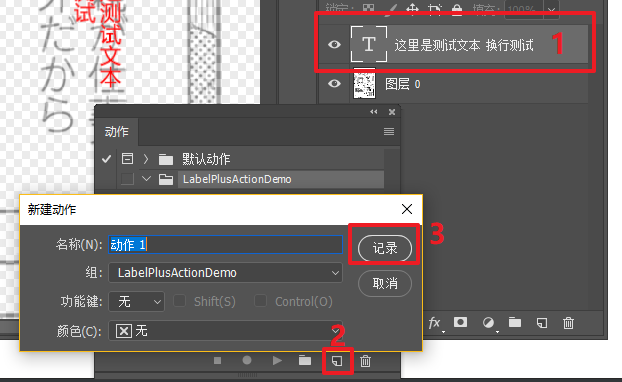 锁定:
填充: 100%
测试文本
试
才だから
这里是测试文本 换行测试
1
图层 0
动作
默认动作
LabelPlusActionDemo
新建动作
名称(N): 动作 1
记录
3
组: LabelPlusActionDemo
取消
功能键: 无
Shift(S)
Control(O)
颜色(C): 无
2
fx